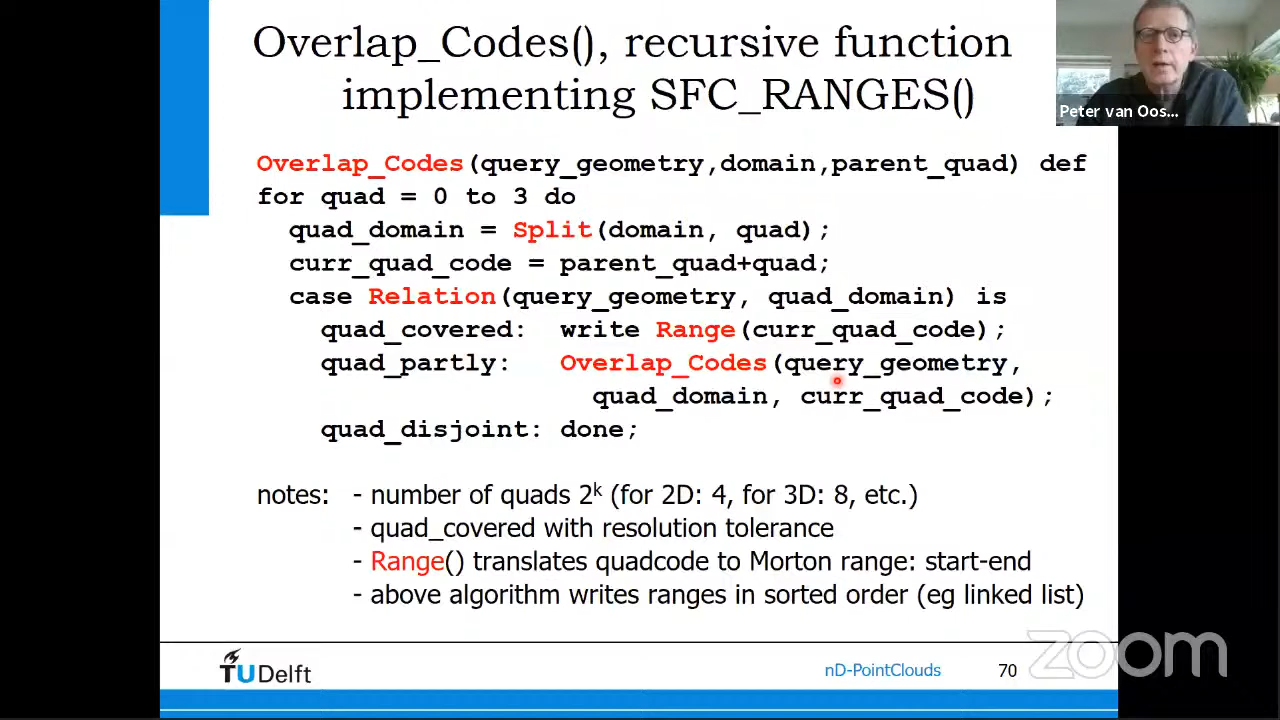 Overlap_Codes(), recursive function
implementing SFC_RANGES()
Peter van Oos...
Overlap_Codes(query_geometry,domain,parent_quad) def
for quad = 0 to 3 do
quad_domain = Split(domain, quad);
curr_quad_code = parent_quad+quad;
case Relation(query_geometry, quad_domain) is
quad_covered: write Range(curr_quad_code);
quad_partly: Overlap_Codes(query_geometry,
quad_domain, curr_quad_code);
quad_disjoint: done;
notes: - number of quads 2^k (for 2D: 4, for 3D: 8, etc.)
- quad_covered with resolution tolerance
- Range() translates quadcode to Morton range: start-end
- above algorithm writes ranges in sorted order (eg linked list)
TUDelft
nD-PointClouds
70
zoom